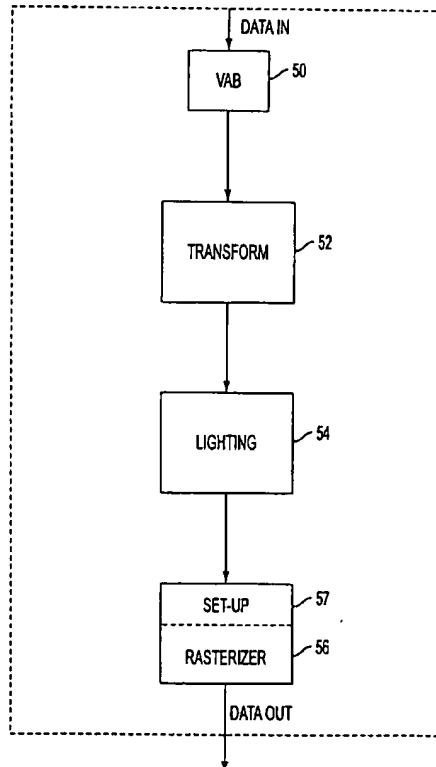 DATA IN
VAB
50
TRANSFORM
52
LIGHTING
54
SET-UP
57
RASTERIZER
56
DATA OUT